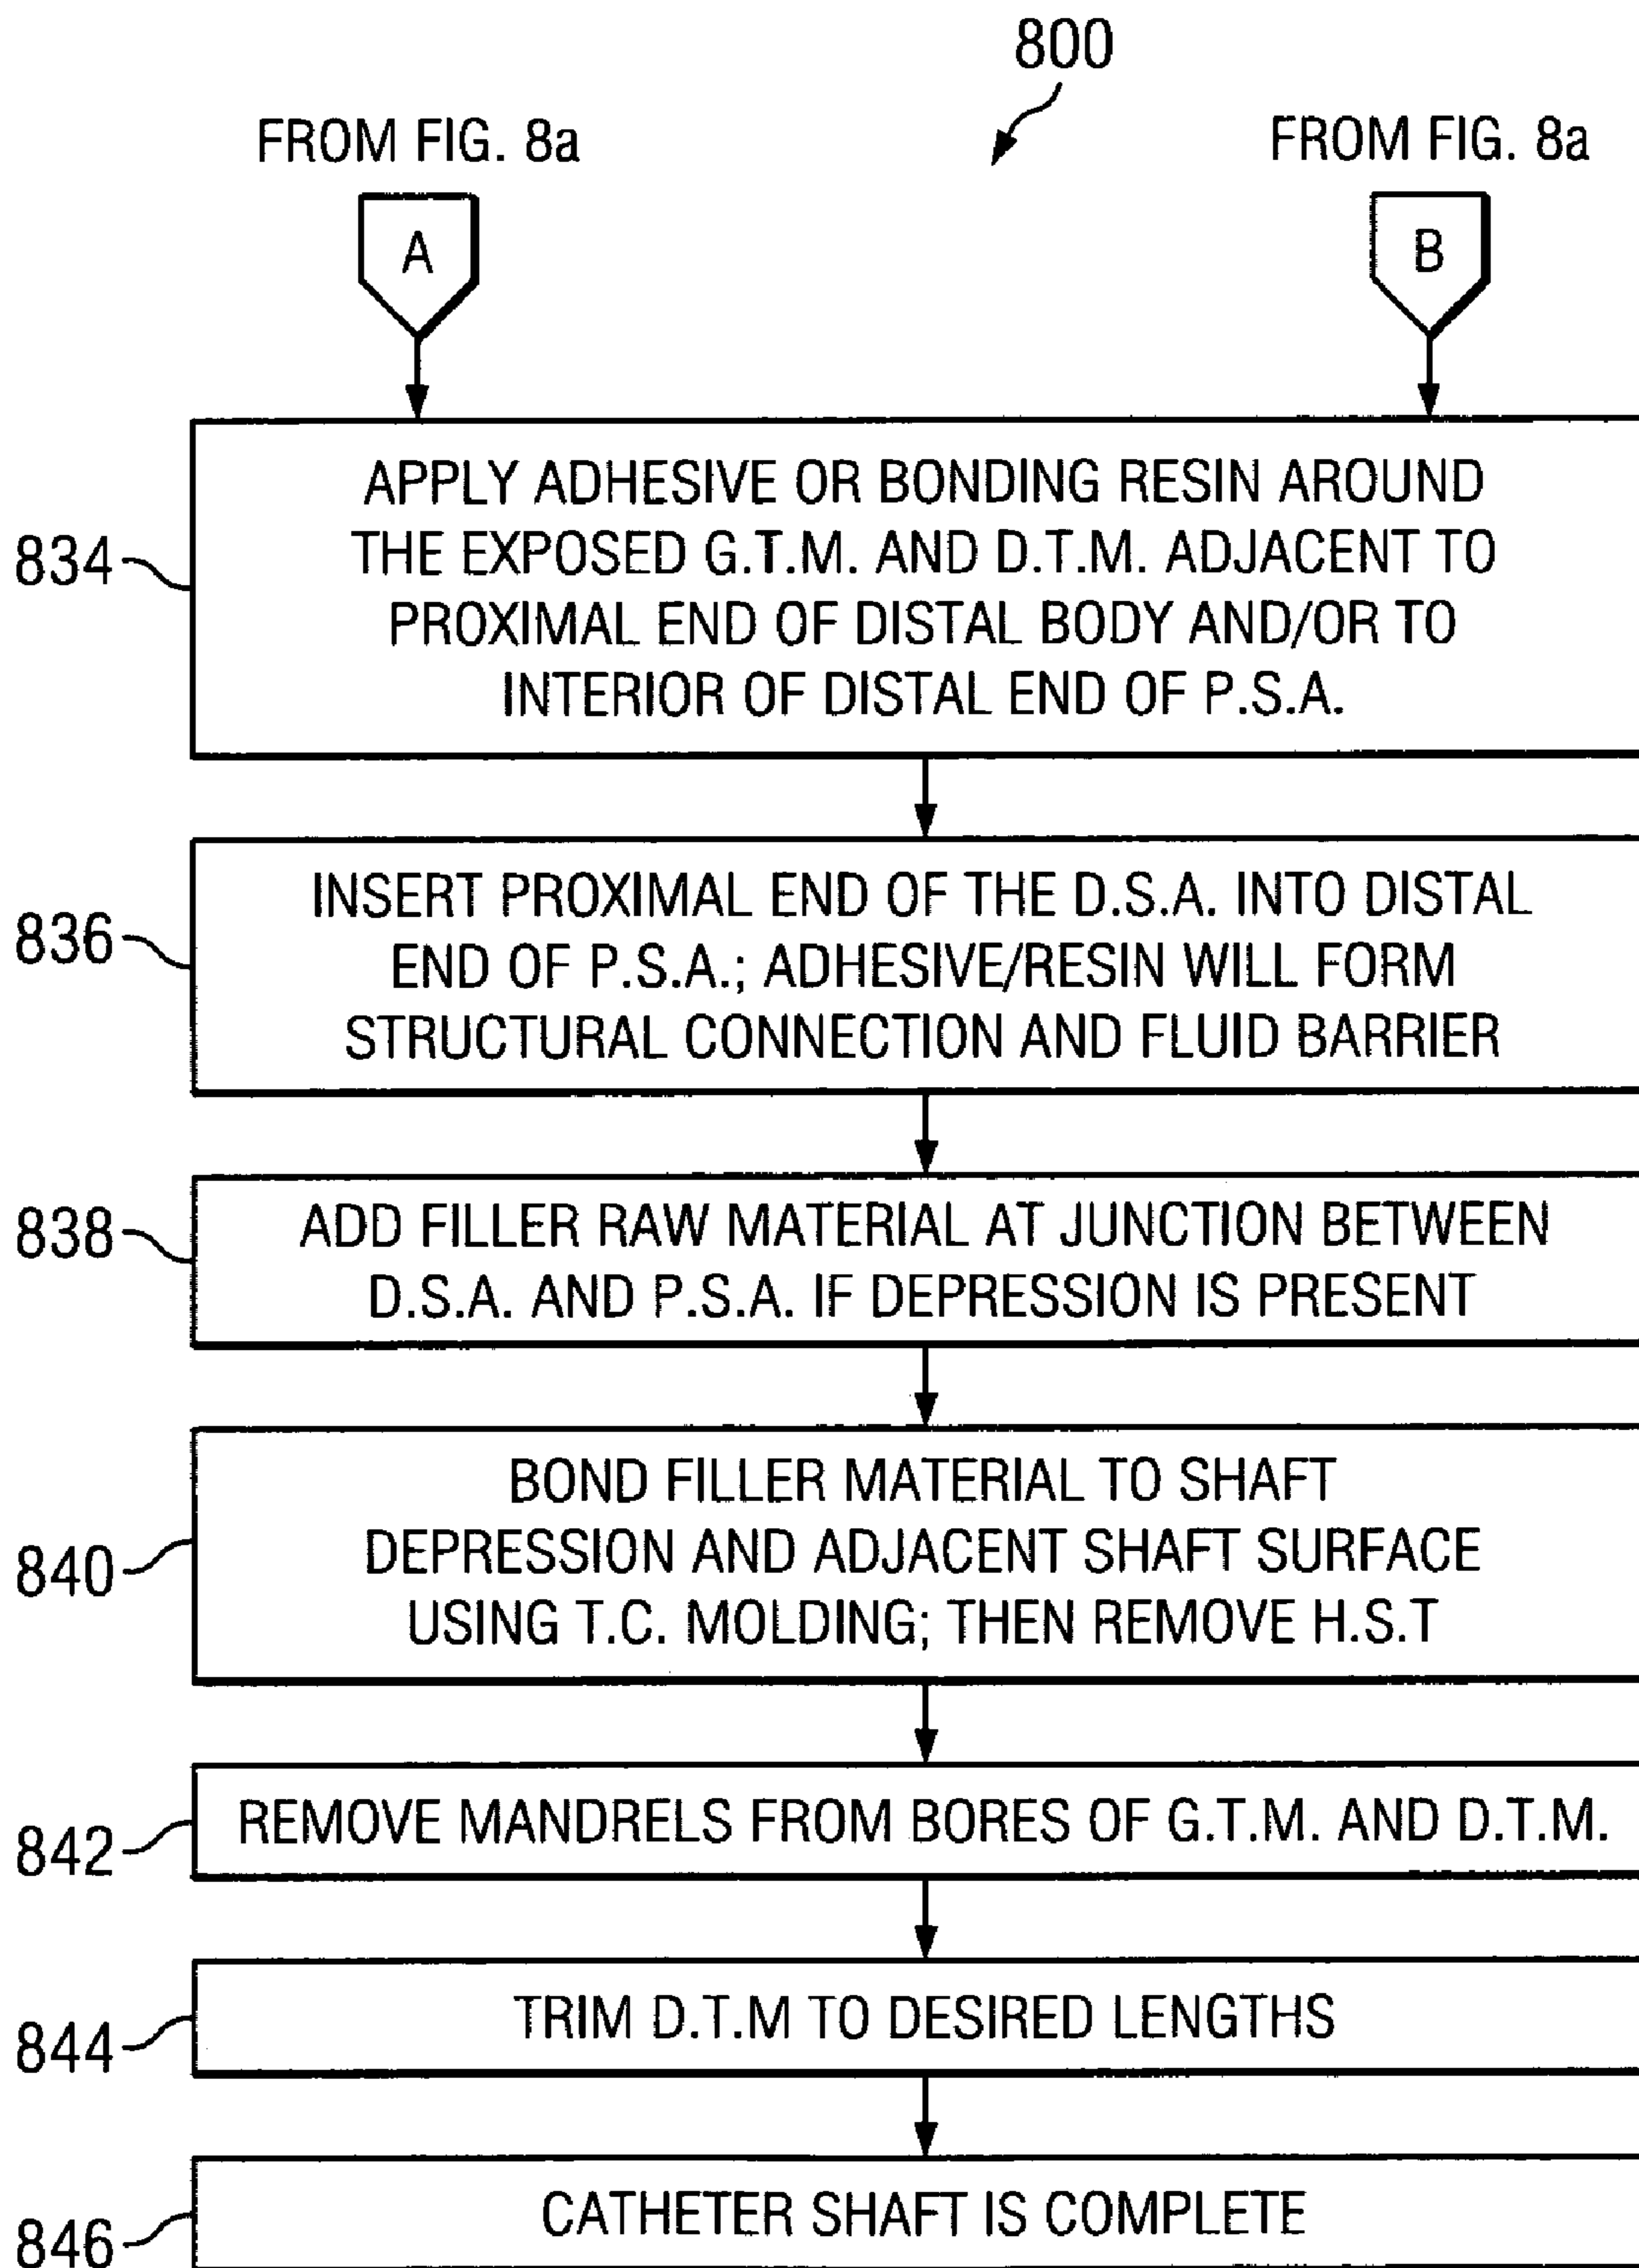 800
FROM FIG. 8a
FROM FIG. 8a
A
B
834
APPLY ADHESIVE OR BONDING RESIN AROUND
THE EXPOSED G.T.M. AND D.T.M. ADJACENT TO
PROXIMAL END OF DISTAL BODY AND/OR TO
INTERIOR OF DISTAL END OF P.S.A.
836
INSERT PROXIMAL END OF THE D.S.A. INTO DISTAL
END OF P.S.A.; ADHESIVE/RESIN WILL FORM
STRUCTURAL CONNECTION AND FLUID BARRIER
838
ADD FILLER RAW MATERIAL AT JUNCTION BETWEEN
D.S.A. AND P.S.A. IF DEPRESSION IS PRESENT
840
BOND FILLER MATERIAL TO SHAFT
DEPRESSION AND ADJACENT SHAFT SURFACE
USING T.C. MOLDING; THEN REMOVE H.S.T
842
REMOVE MANDRELS FROM BORES OF G.T.M. AND D.T.M.
844
TRIM D.T.M TO DESIRED LENGTHS
846
CATHETER SHAFT IS COMPLETE